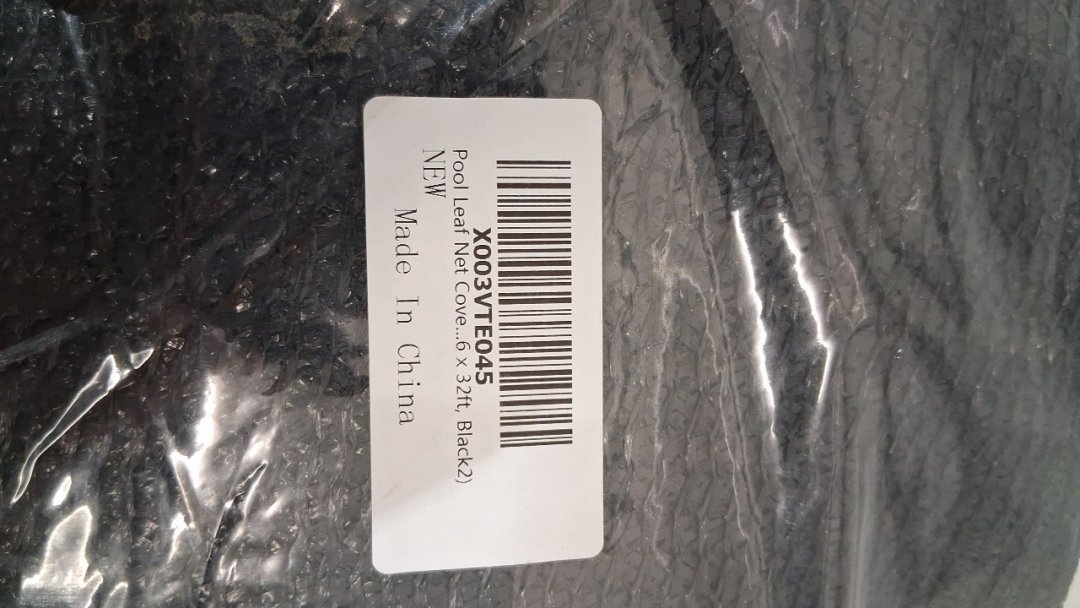 X003VTE045
Pool Leaf Net Cove...6 x 32ft, Black2)
NEW
Made In China